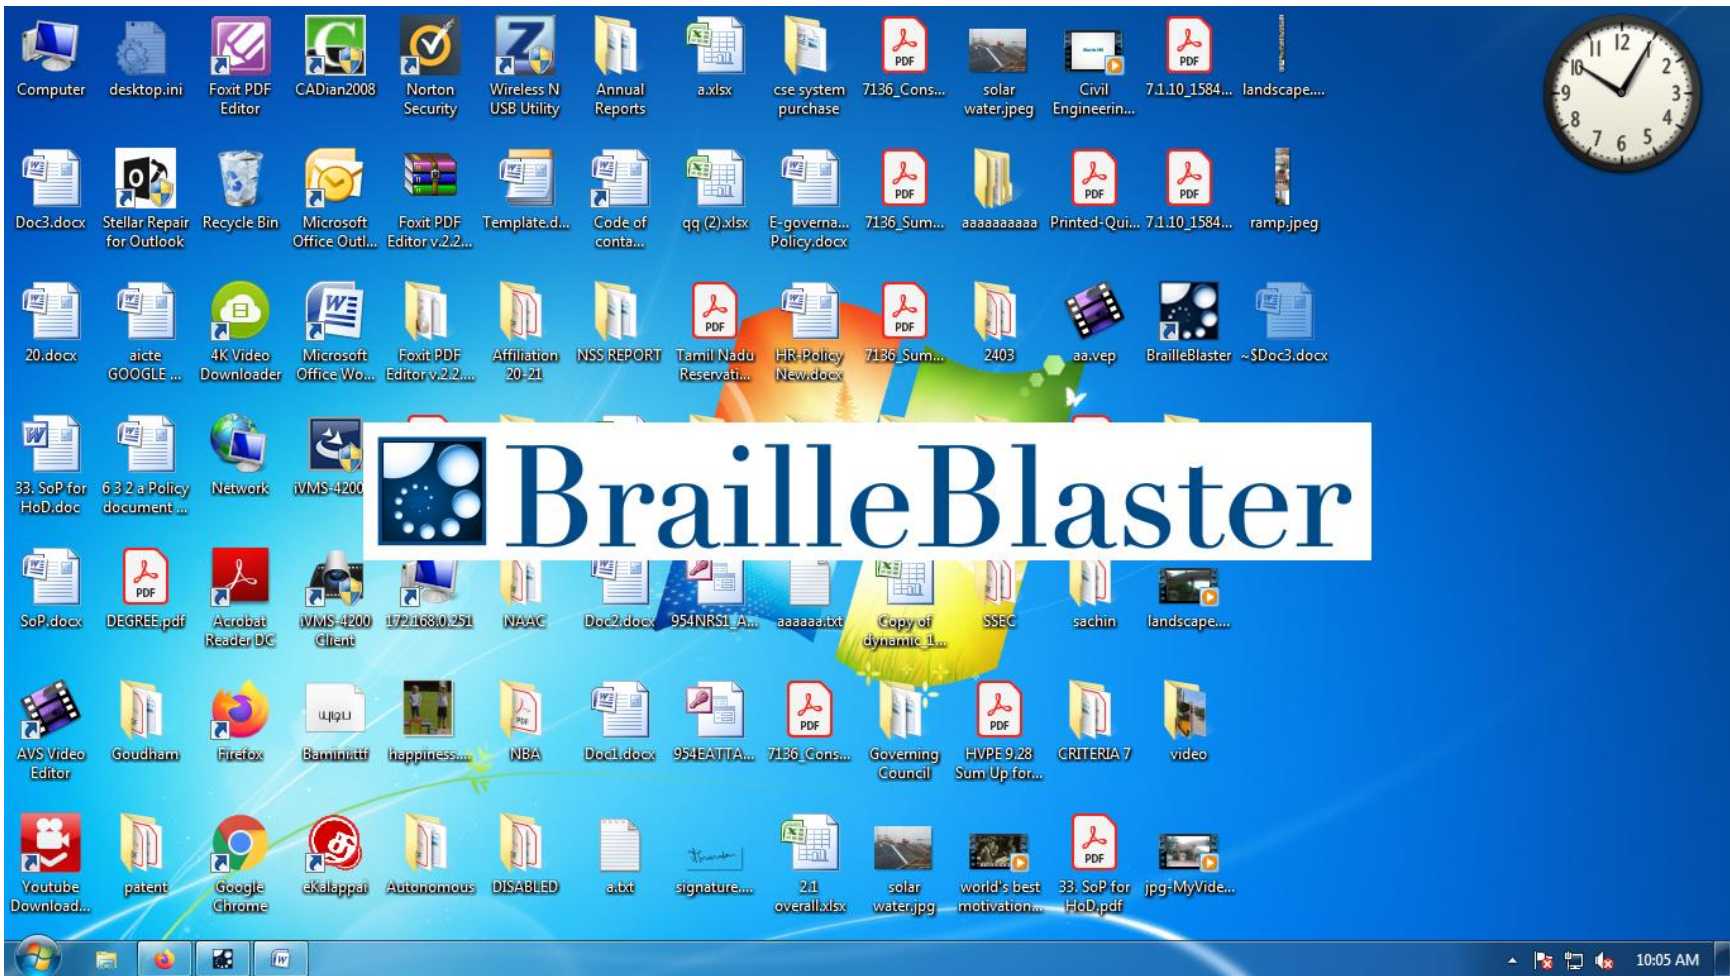 Computer
desktop.ini
Foxit PDF
Editor
CADian2008
Norton
Security
Wireless N
USB Utility
Annual
Reports
a.xlsx
cse system
purchase
7136_Cons...
solar
water.jpeg
Civil
Engineerin...
7.1.10_1584...
landscape....
Doc3.docx
Stellar Repair
for Outlook
Recycle Bin
Microsoft
Office Outl...
Foxit PDF
Editor v.2.2...
Template.d...
Code of
conta...
qq (2).xlsx
E-governa...
Policy.docx
7136_Sum...
aaaaaaaaaa
Printed-Qui...
7.1.10_1584...
ramp.jpeg
20.docx
aicte
GOOGLE ...
4K Video
Downloader
Microsoft
Office Wo...
Foxit PDF
Editor v.2.2....
Affiliation
20-21
NSS REPORT
Tamil Nadu
Reservati...
HR-Policy
New.docx
7136_Sum...
2403
aa.vep
BrailleBlaster
~$Doc3.docx
33. SoP for
HoD.doc
6 3 2 a Policy
document ...
Network
iVMS-4200
BrailleBlaster
SoP.docx
DEGREE.pdf
Acrobat
Reader DC
iVMS-4200
Client
172.168.0.251
NAAC
Doc2.docx
954NRS1_A...
aaaaaa.txt
Copy of
dynamic_1...
SSEC
sachin
landscape....
AVS Video
Editor
Goudham
Firefox
Bamini.ttf
happiness....
NBA
Doc1.docx
954EATTA...
7136_Cons...
Governing
Council
HVPE 9.28
Sum Up for...
CRITERIA 7
video
Youtube
Download...
patent
Google
Chrome
eKalappai
Autonomous
DISABLED
a.txt
signature....
2.1
overall.xlsx
solar
water.jpg
world's best
motivation...
33. SoP for
HoD.pdf
jpg-MyVide...
10:05 AM